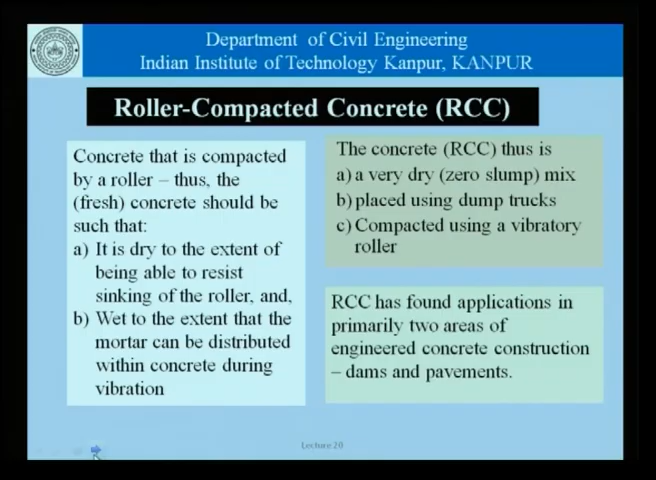 Department of Civil Engineering
Indian Institute of Technology Kanpur, KANPUR
Roller-Compacted Concrete (RCC)
Concrete that is compacted
by a roller – thus, the
(fresh) concrete should be
such that:
a) It is dry to the extent of
being able to resist
sinking of the roller, and,
b) Wet to the extent that the
mortar can be distributed
within concrete during
vibration
The concrete (RCC) thus is
a) a very dry (zero slump) mix
b) placed using dump trucks
c) Compacted using a vibratory
roller
RCC has found applications in
primarily two areas of
engineered concrete construction
– dams and pavements.
Lecture 20